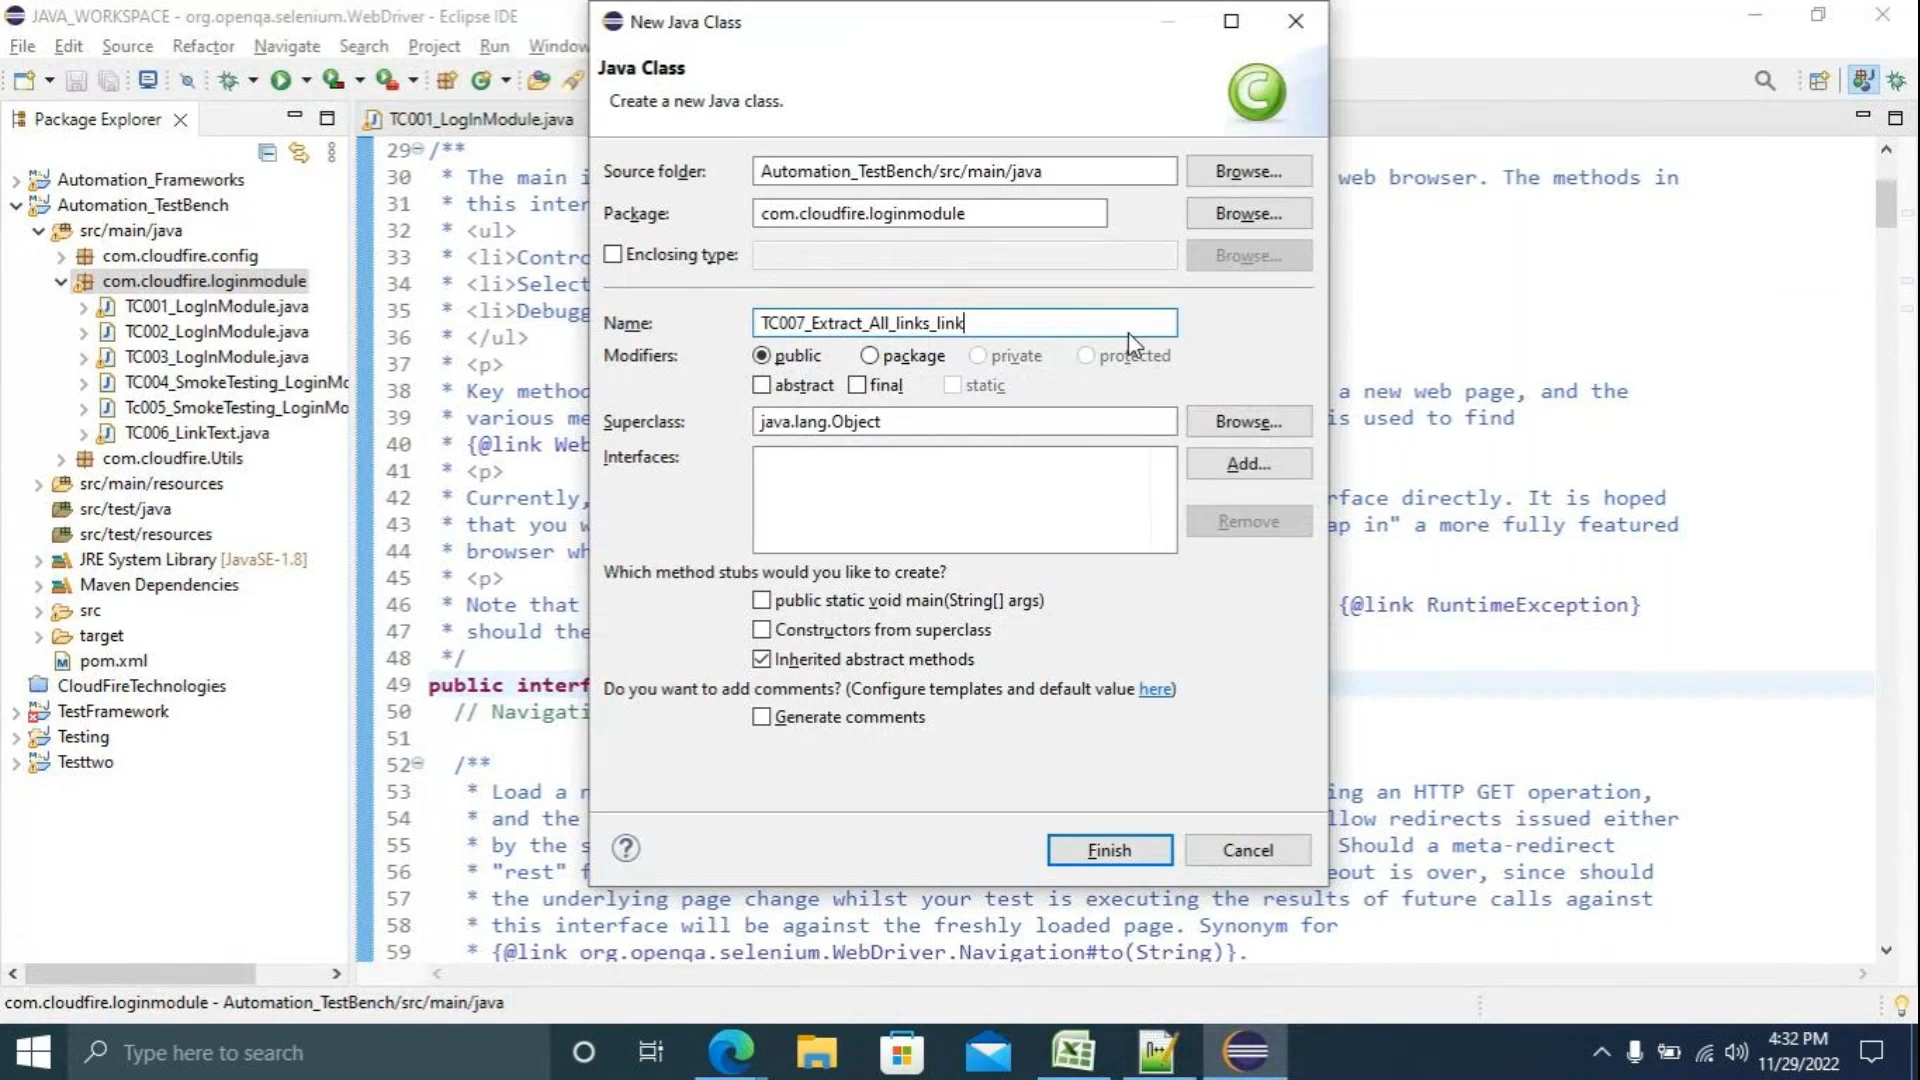 JAVA_WORKSPACE - org.openqa.selenium.WebDriver - Eclipse IDE
File Edit Source Refactor Navigate Search Project Run Window
Package Explorer
Automation_Frameworks
Automation_TestBench
src/main/java
com.cloudfire.config
com.cloudfire.loginmodule
TC001_LogInModule.java
TC002_LogInModule.java
TC003_LogInModule.java
TC004_SmokeTesting_LoginMc
Tc005_SmokeTesting_LoginMo
TC006_LinkText.java
com.cloudfire.Utils
src/main/resources
src/test/java
src/test/resources
JRE System Library [JavaSE-1.8]
Maven Dependencies
src
target
pom.xml
CloudFireTechnologies
TestFramework
Testing
Testtwo
TC001_LogInModule.java
29 /**
30 * The main i web browser. The methods in
31 * this inter
32 * <ul>
33 * <li>Contro
34 * <li>Select
35 * <li>Debugg
36 * </ul>
37 * <p>
38 * Key method a new web page, and the
39 * various me is used to find
40 * {@link Web
41 * <p>
42 * Currently, rface directly. It is hoped
43 * that you w ap in" a more fully featured
44 * browser wh
45 * <p>
46 * Note that {@link RuntimeException}
47 * should the
48 */
49 public interf
50 // Navigati
51
52 /**
53 * Load a n ing an HTTP GET operation,
54 * and the llow redirects issued either
55 * by the s Should a meta-redirect
56 * "rest" f eout is over, since should
57 * the underlying page change whilst your test is executing the results of future calls against
58 * this interface will be against the freshly loaded page. Synonym for
59 * {@link org.openqa.selenium.WebDriver.Navigation#to(String)}.
New Java Class
Java Class
Create a new Java class.
C
Source folder: Automation_TestBench/src/main/java Browse...
Package: com.cloudfire.loginmodule Browse...
Enclosing type: Browse...
Name: TC007_Extract_All_links_link
Modifiers: public package private protected
abstract final static
Superclass: java.lang.Object Browse...
Interfaces: Add...
Remove
Which method stubs would you like to create?
public static void main(String[] args)
Constructors from superclass
Inherited abstract methods
Do you want to add comments? (Configure templates and default value here)
Generate comments
? Finish Cancel
com.cloudfire.loginmodule - Automation_TestBench/src/main/java
Type here to search
4:32 PM
11/29/2022